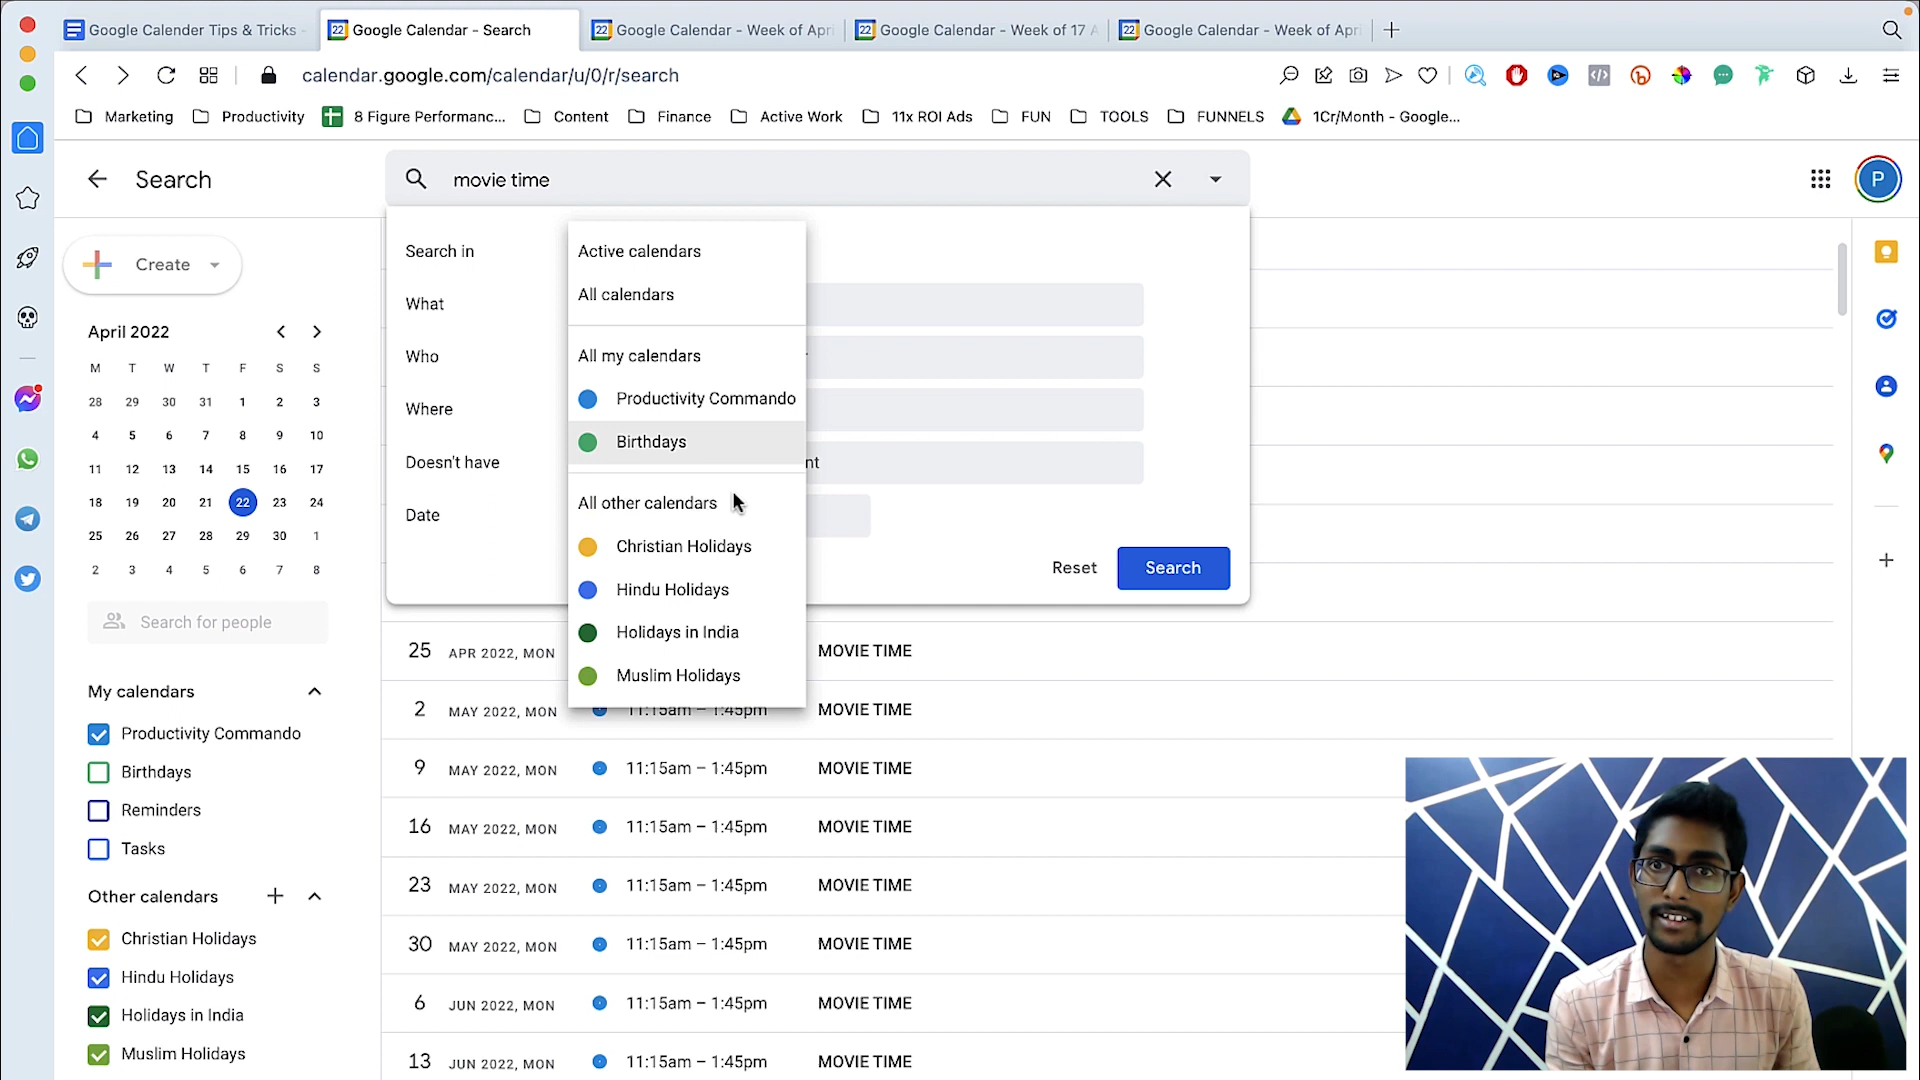 Google Calender Tips & Tricks -
Google Calendar - Search
Google Calendar - Week of Apri
Google Calendar - Week of 17 A
Google Calendar - Week of Apri
calendar.google.com/calendar/u/0/r/search
Marketing
Productivity
8 Figure Performanc...
Content
Finance
Active Work
11x ROI Ads
FUN
TOOLS
FUNNELS
1Cr/Month - Google...
Search
movie time
P
Create
April 2022
M T W T F S S
28 29 30 31 1 2 3
4 5 6 7 8 9 10
11 12 13 14 15 16 17
18 19 20 21 22 23 24
25 26 27 28 29 30 1
2 3 4 5 6 7 8
Search for people
My calendars
Productivity Commando
Birthdays
Reminders
Tasks
Other calendars
Christian Holidays
Hindu Holidays
Holidays in India
Muslim Holidays
Search in
What
Who
Where
Doesn't have
nt
Date
Active calendars
All calendars
All my calendars
Productivity Commando
Birthdays
All other calendars
Christian Holidays
Hindu Holidays
Holidays in India
Muslim Holidays
Reset
Search
25 APR 2022, MON MOVIE TIME
2 MAY 2022, MON 11:15am – 1:45pm MOVIE TIME
9 MAY 2022, MON 11:15am – 1:45pm MOVIE TIME
16 MAY 2022, MON 11:15am – 1:45pm MOVIE TIME
23 MAY 2022, MON 11:15am – 1:45pm MOVIE TIME
30 MAY 2022, MON 11:15am – 1:45pm MOVIE TIME
6 JUN 2022, MON 11:15am – 1:45pm MOVIE TIME
13 JUN 2022, MON 11:15am – 1:45pm MOVIE TIME